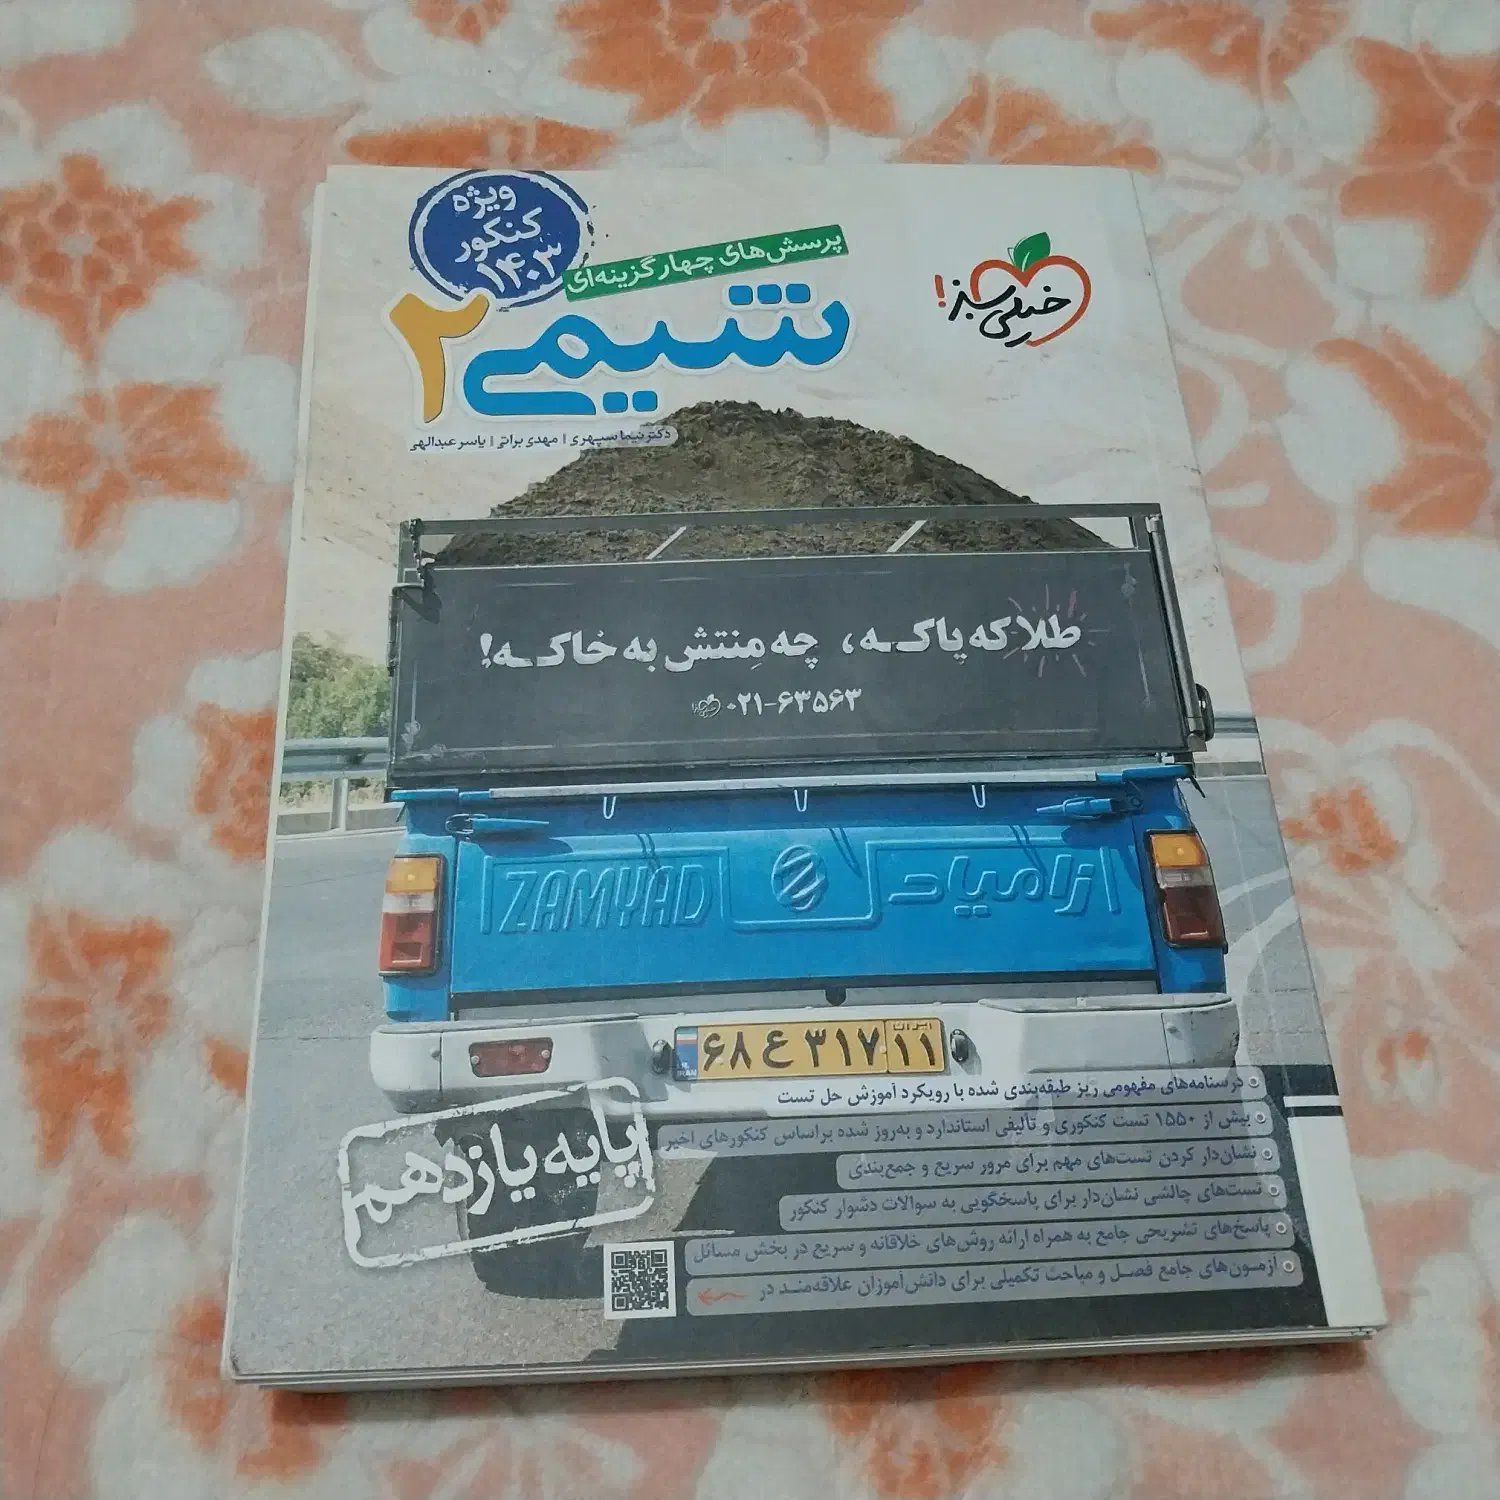 ویژه
کنکور
۱۴۰۳
پرسش‌های چهارگزینه‌ای
خیلی سبز!
شیمی ۲
دکتر نیما سپهری | مهدی براتی | یاسر عبدالهی
طلا که پاکــه، چه مِنتش به خاکــه!
۰۲۱-۶۳۵۶۳
ZAMYAD زامیاد
ایران
۶۸ ع ۳۱۷ ۱۱
I.R.
IRAN
پایه یازدهم
درسنامه‌های مفهومی ریز طبقه‌بندی شده با رویکرد آموزش حل تست
بیش از ۱۵۵۰ تست کنکوری و تألیفی استاندارد و به‌روز شده براساس کنکورهای اخیر
نشان‌دار کردن تست‌های مهم برای مرور سریع و جمع‌بندی
تست‌های چالشی نشان‌دار برای پاسخگویی به سوالات دشوار کنکور
پاسخ‌های تشریحی جامع به همراه ارائه روش‌های خلاقانه و سریع در بخش مسائل
آزمون‌های جامع فصل و مباحث تکمیلی برای دانش‌آموزان علاقه‌مند در